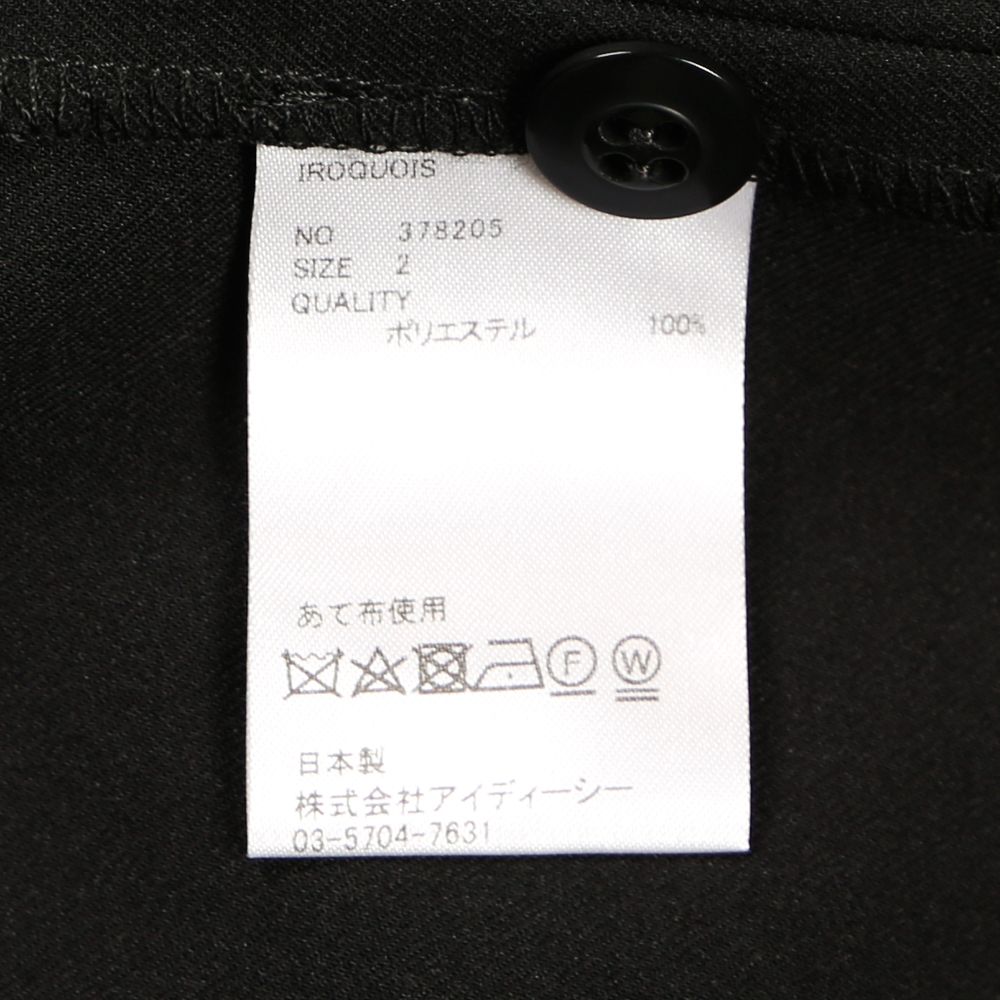 IROQUOIS
NO 378205
SIZE 2
QUALITY
ポリエステル 100%
あて布使用
F W
日本製
株式会社アイディーシー
03-5704-7631